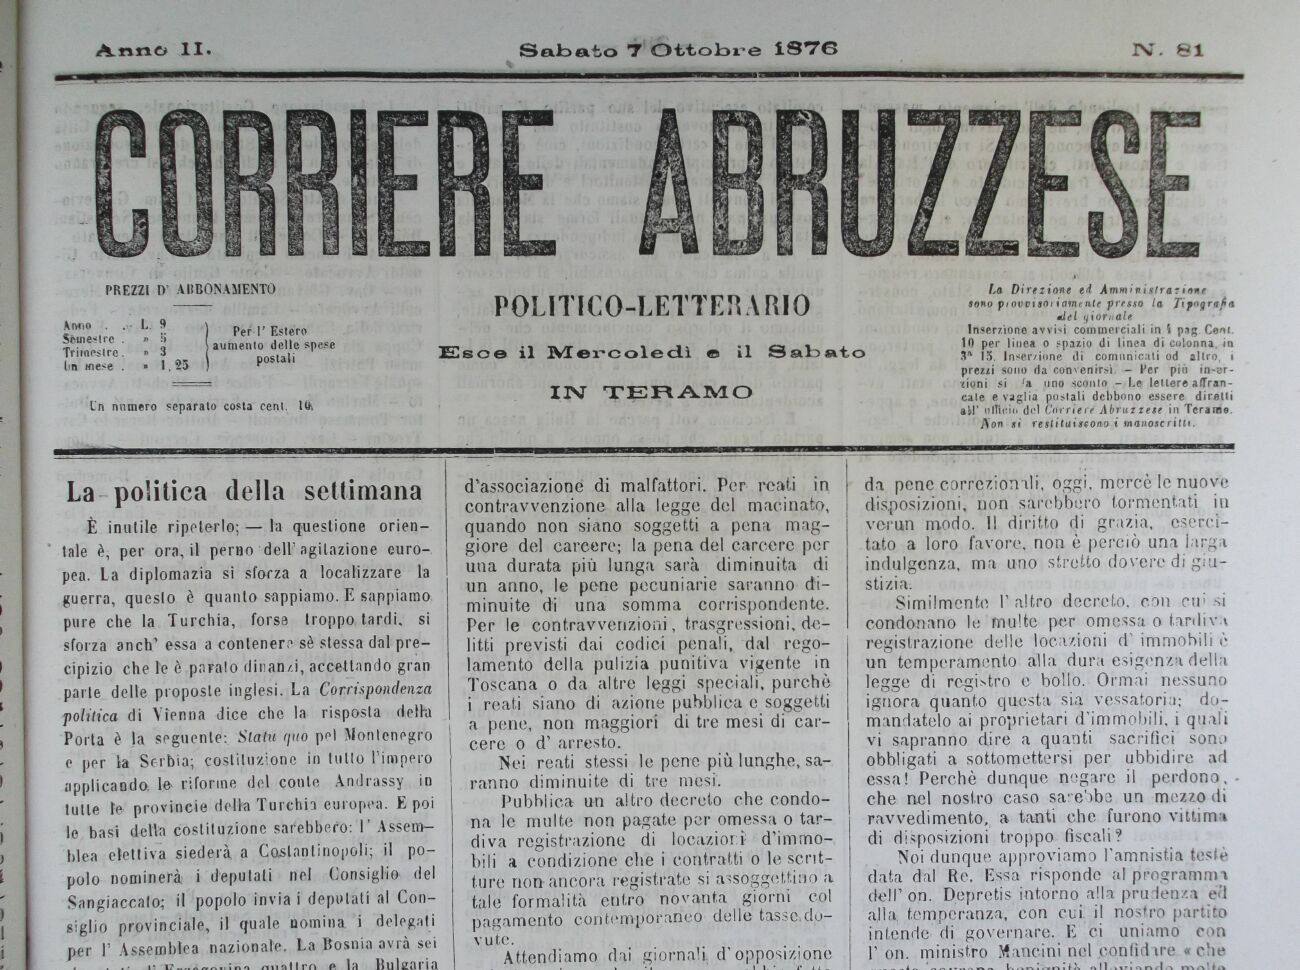 Anno II.
Sabato 7 Ottobre 1876
N. 81
CORRIERE ABRUZZESE
PREZZI D' ABBONAMENTO
Anno . . - L. 9
Semestre . » 5
Trimestre . » 3
Un mese . » 1, 25
Per l' Estero
aumento delle spese
postali
Un numero separato costa cent. 10,
POLITICO-LETTERARIO
Esce il Mercoledì e il Sabato
IN TERAMO
La Direzione ed Amministrazione
sono provvisoriamente presso la Tipografia
del giornale
Inserzione avvisi commerciali in 4 pag. Cent.
10 per linea o spazio di linea di colonna, in
3ª 15. Inserzione di comunicati od altro, i
prezzi sono da convenirsi. — Per più inser-
zioni si fa uno sconto — Le lettere affran-
cate e vaglia postali debbono essere diretti
all' ufficio del Corriere Abruzzese in Teramo.
Non si restituiscono i manoscritti.
La politica della settimana
È inutile ripeterlo; — la questione orien-
tale è, per ora, il perno dell' agitazione euro-
pea. La diplomazia si sforza a localizzare la
guerra, questo è quanto sappiamo. E sappiamo
pure che la Turchia, forse troppo tardi, si
sforza anch' essa a contenere sè stessa dal pre-
cipizio che le è parato dinanzi, accettando gran
parte delle proposte inglesi. La Corrispondenza
politica di Vienna dice che la risposta della
Porta è la seguente: Statu quo pel Montenegro
e per la Serbia; costituzione in tutto l'impero
applicando le riforme del conte Andrassy in
tutte le provincie della Turchia europea. E poi
le basi della costituzione sarebbero: l' Assem-
blea elettiva siederà a Costantinopoli; il po-
polo nominerà i deputati nel Consiglio del
Sangiaccato; il popolo invia i deputati al Con-
siglio provinciale, il quale nomina i delegati
per l' Assemblea nazionale. La Bosnia avrà sei
deputati, l' Erzegovina quattro e la Bulgaria
d'associazione di malfattori. Per reati in
contravvenzione alla legge del macinato,
quando non siano soggetti a pena mag-
giore del carcere; la pena del carcere per
una durata più lunga sarà diminuita di
un anno, le pene pecuniarie saranno di-
minuite di una somma corrispondente.
Per le contravvenzioni, trasgressioni, de-
litti previsti dai codici penali, dal rego-
lamento della pulizia punitiva vigente in
Toscana o da altre leggi speciali, purchè
i reati siano di azione pubblica e soggetti
a pene, non maggiori di tre mesi di car-
cere o d' arresto.
Nei reati stessi le pene più lunghe, sa-
ranno diminuite di tre mesi.
Pubblica un altro decreto che condo-
na le multe non pagate per omessa o tar-
diva registrazione di locazioni d'immo-
bili a condizione che i contratti o le scrit-
ture non ancora registrate si assoggettino a
tale formalità entro novanta giorni col
pagamento contemporaneo delle tasse do-
vute.
Attendiamo dai giornali d'opposizione
da pene correzionali, oggi, mercè le nuove
disposizioni, non sarebbero tormentati in
verun modo. Il diritto di grazia, eserci-
tato a loro favore, non è perciò una larga
indulgenza, ma uno stretto dovere di giu-
stizia.
Similmente l' altro decreto, con cui si
condonano le multe per omessa o tardiva
registrazione delle locazioni d' immobili è
un temperamento alla dura esigenza della
legge di registro e bollo. Ormai nessuno
ignora quanto questa sia vessatoria; do-
mandatelo ai proprietari d'immobili, i quali
vi sapranno dire a quanti sacrifici sono
obbligati a sottomettersi per ubbidire ad
essa! Perchè dunque negare il perdono,
che nel nostro caso sarebbe un mezzo di
ravvedimento, a tanti che furono vittima
di disposizioni troppo fiscali?
Noi dunque approviamo l'amnistia testè
data dal Re. Essa risponde al programma
dell' on. Depretis intorno alla prudenza ed
alla temperanza, con cui il nostro partito
intende di governare. E ci uniamo con
l' on. ministro Mancini nel confidare « che